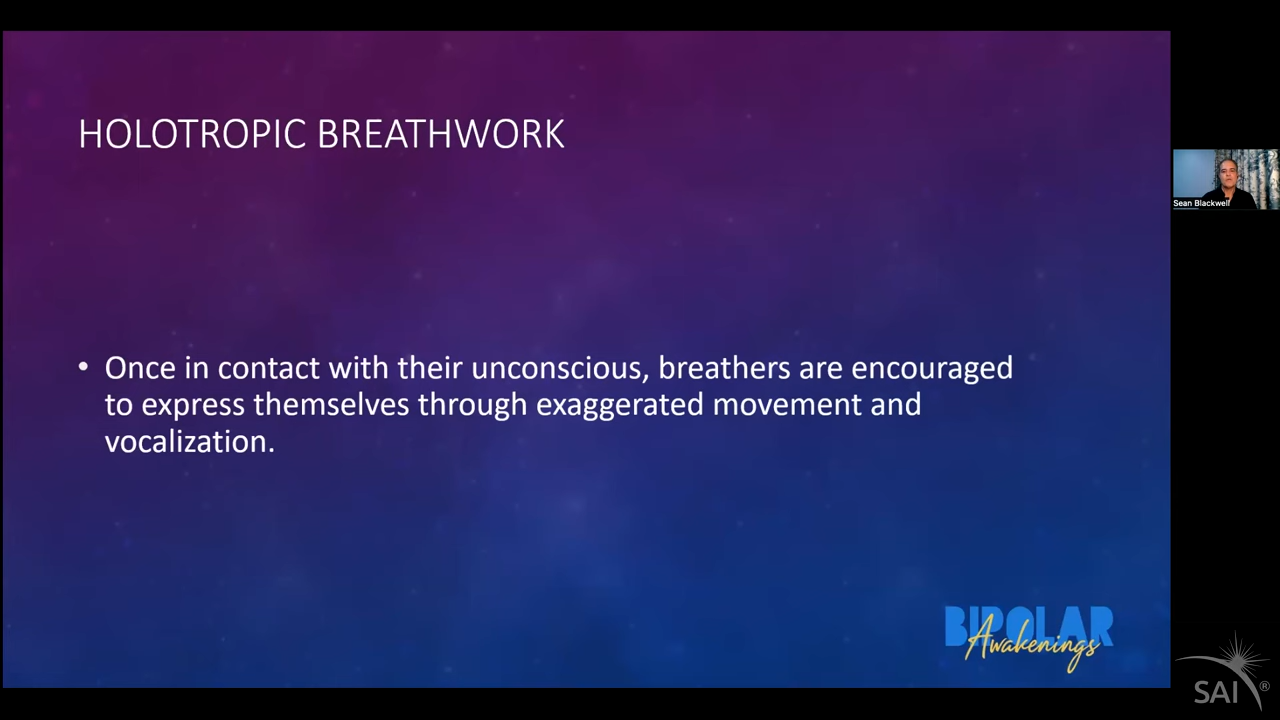 HOLOTROPIC BREATHWORK
• Once in contact with their unconscious, breathers are encouraged
to express themselves through exaggerated movement and
vocalization.
Sean Blackwell
BIPOLAR
Awakenings
SAI®